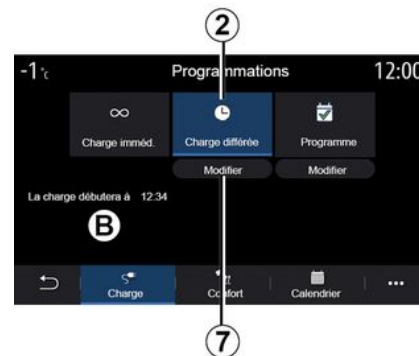 2
-1 °c Programmations 12:00
Charge imméd. Charge différée Programme
Modifier Modifier
La charge débutera à 12:34
B
Charge Confort Calendrier
7